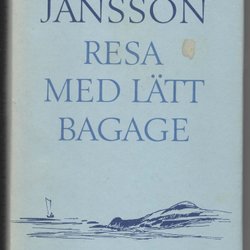 JANSSON
RESA
MED LÄTT
BAGAGE